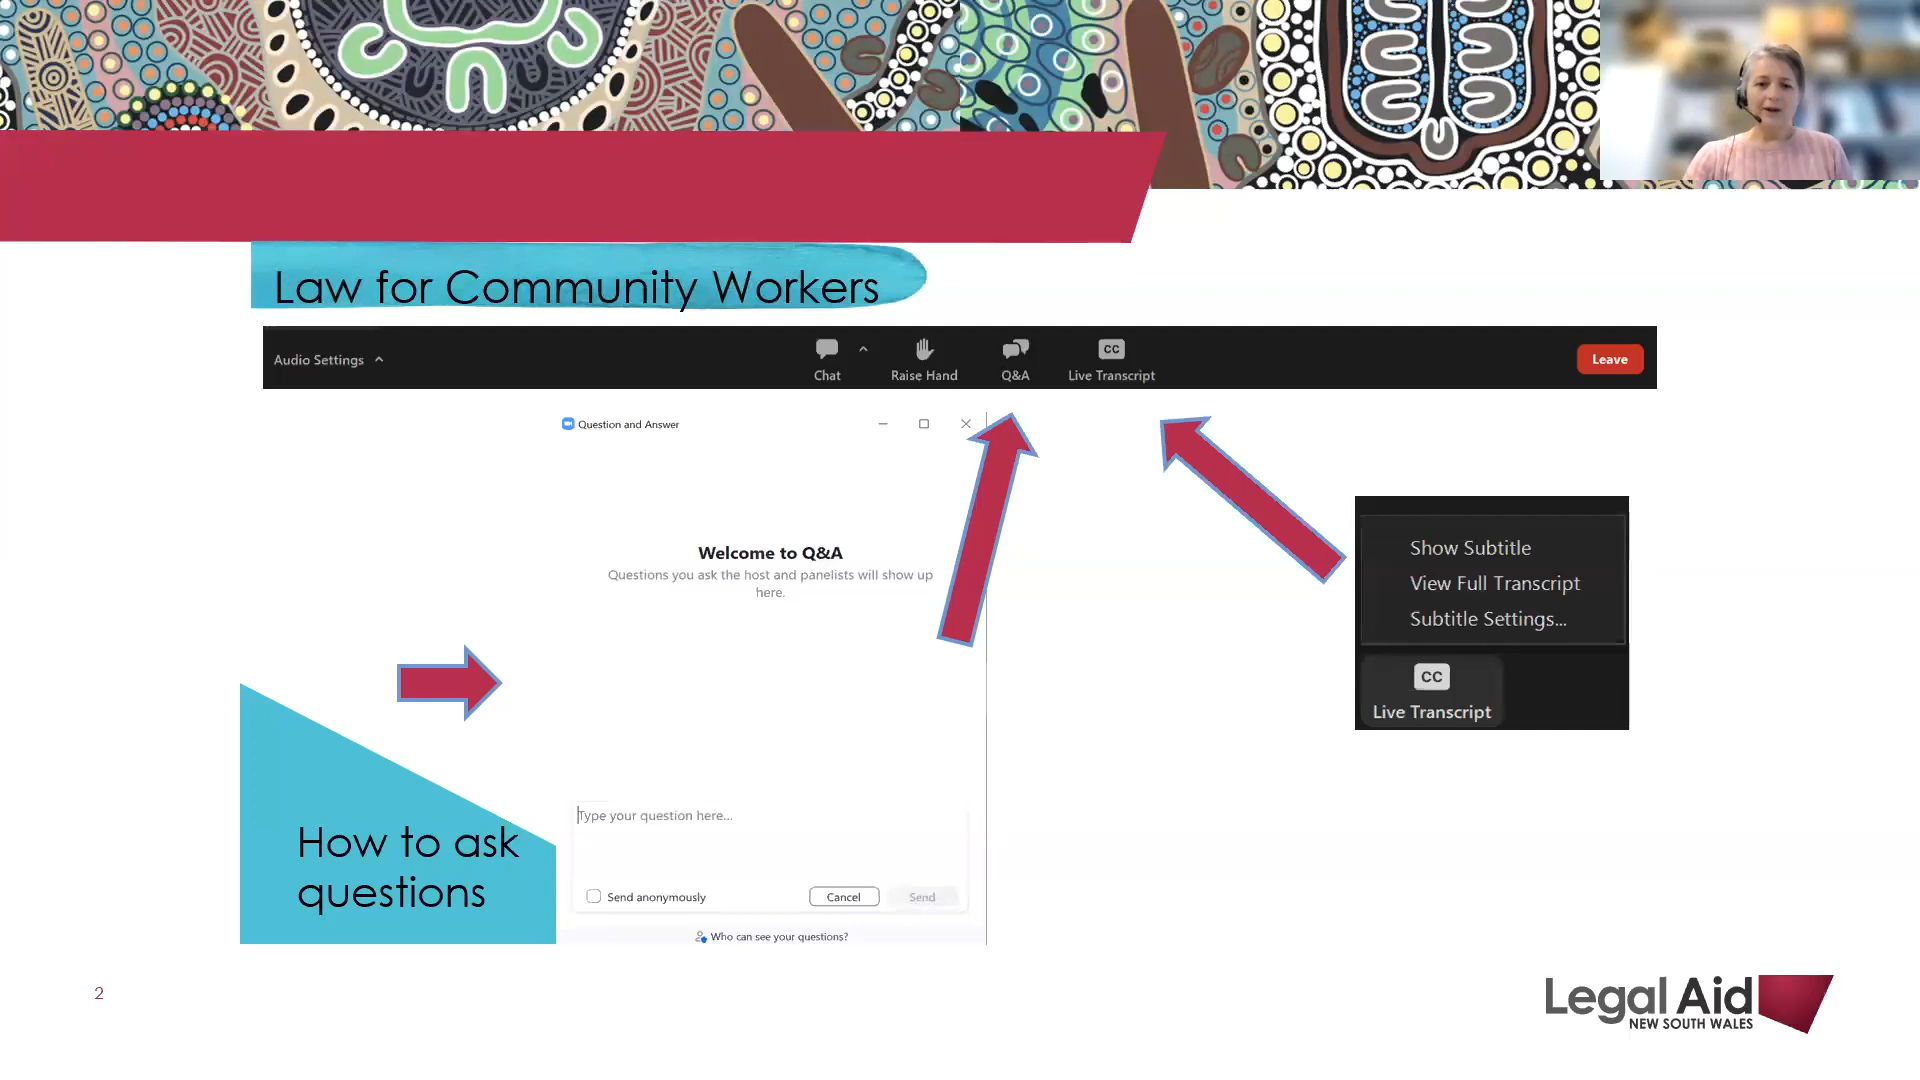 Law for Community Workers
Audio Settings
Chat
Raise Hand
Q&A
CC
Live Transcript
Leave
Question and Answer
Welcome to Q&A
Questions you ask the host and panelists will show up
here.
Show Subtitle
View Full Transcript
Subtitle Settings...
CC
Live Transcript
How to ask
questions
Type your question here...
Send anonymously
Cancel
Send
Who can see your questions?
2
Legal Aid
NEW SOUTH WALES